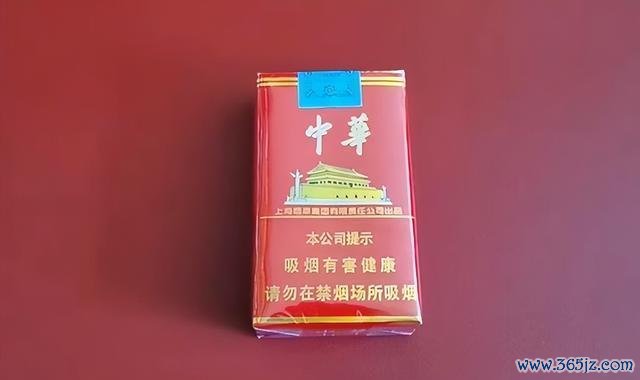 中華
上海烟草集团有限责任公司出品
本公司提示
吸烟有害健康
请勿在禁烟场所吸烟
www.365jz.com